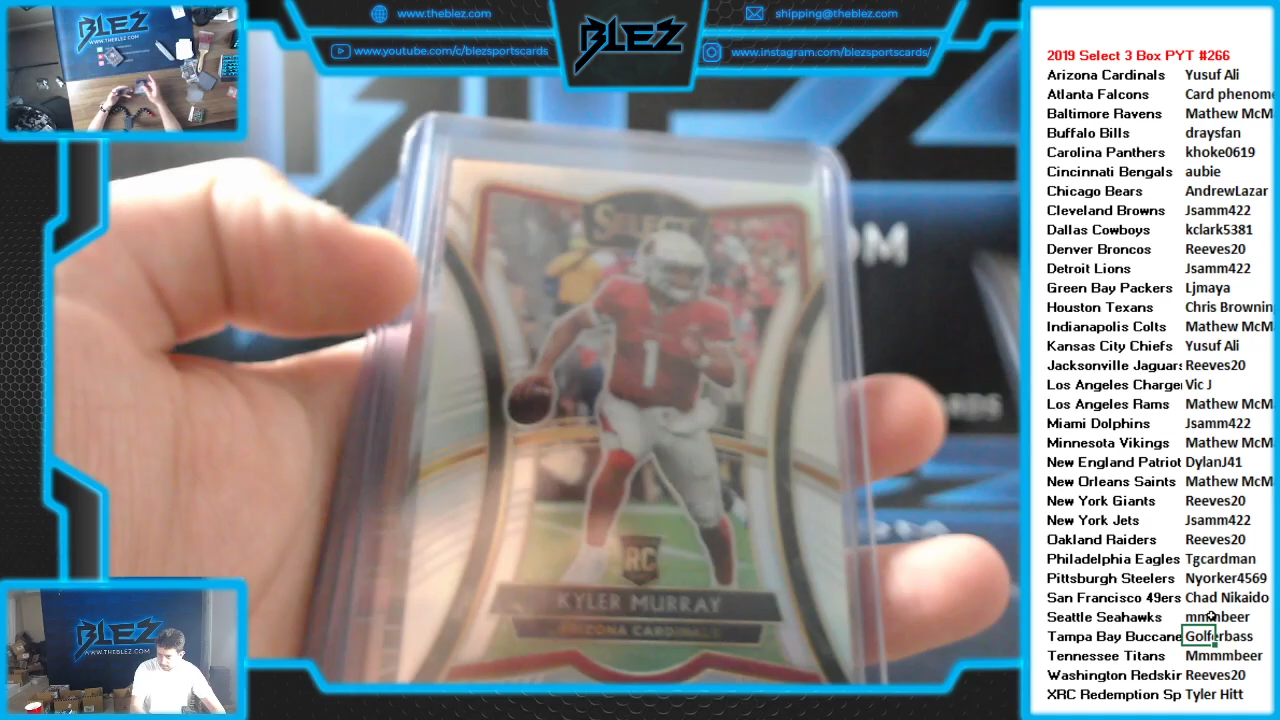 www.theblez.com
shipping@theblez.com
www.youtube.com/c/blezsportscards
BLEZ
www.instagram.com/blezsportscards/
2019 Select 3 Box PYT #266
Arizona Cardinals Yusuf Ali
Atlanta Falcons Card phenome
Baltimore Ravens Mathew McM
Buffalo Bills draysfan
Carolina Panthers khoke0619
Cincinnati Bengals aubie
Chicago Bears AndrewLazar
Cleveland Browns Jsamm422
Dallas Cowboys kclark5381
Denver Broncos Reeves20
Detroit Lions Jsamm422
Green Bay Packers Ljmaya
Houston Texans Chris Brownin
Indianapolis Colts Mathew McM
Kansas City Chiefs Yusuf Ali
Jacksonville Jaguars Reeves20
Los Angeles Charge Vic J
Los Angeles Rams Mathew McM
Miami Dolphins Jsamm422
Minnesota Vikings Mathew McM
New England Patriot DylanJ41
New Orleans Saints Mathew McM
New York Giants Reeves20
New York Jets Jsamm422
Oakland Raiders Reeves20
Philadelphia Eagles Tgcardman
Pittsburgh Steelers Nyorker4569
San Francisco 49ers Chad Nikaido
Seattle Seahawks mmmbeer
Tampa Bay Buccane Golferbass
Tennessee Titans Mmmmbeer
Washington Redskir Reeves20
XRC Redemption Sp Tyler Hitt
SELECT
1
RC
KYLER MURRAY
ARIZONA CARDINALS
OM
ARDS
BLEZ
WWW.THEBLEZ.COM
BLEZ
WWW.THEBLEZ.COM